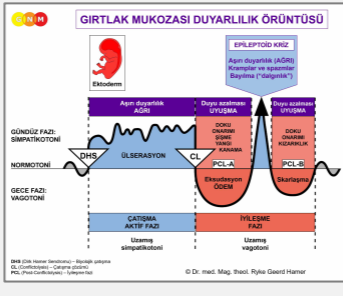 GNM
GIRTLAK MUKOZASI DUYARLILIK ÖRÜNTÜSÜ
EPİLEPTOİD KRİZ
Aşırı duyarlılık (AĞRI)
Kramplar ve spazmlar
Bayılma ("dalgınlık")
Ektoderm
Aşırı duyarlılık
AĞRI
Duyu azalması
UYUŞMA
Duyu azalması
UYUŞMA
GÜNDÜZ FAZI:
SİMPATİKOTONİ
DOKU
ONARIMI
ŞİŞME
YANGI
KANAMA
DOKU
ONARIMI
KIZARIKLIK
DHS
ÜLSERASYON
CL
PCL-A
PCL-B
NORMOTONİ
GECE FAZI:
VAGOTONİ
Eksudasyon
ÖDEM
Skarlaşma
ÇATIŞMA
AKTİF FAZI
İYİLEŞME
FAZI
Uzamış
simpatikotoni
Uzamış
vagotoni
DHS (Dirk Hamer Sendromu) – Biyolojik çatışma
CL (Conflictolysis) – Çatışma çözümü
PCL (Post-Conflictolysis) – İyileşme fazı
© Dr. med. Mag. theol. Ryke Geerd Hamer